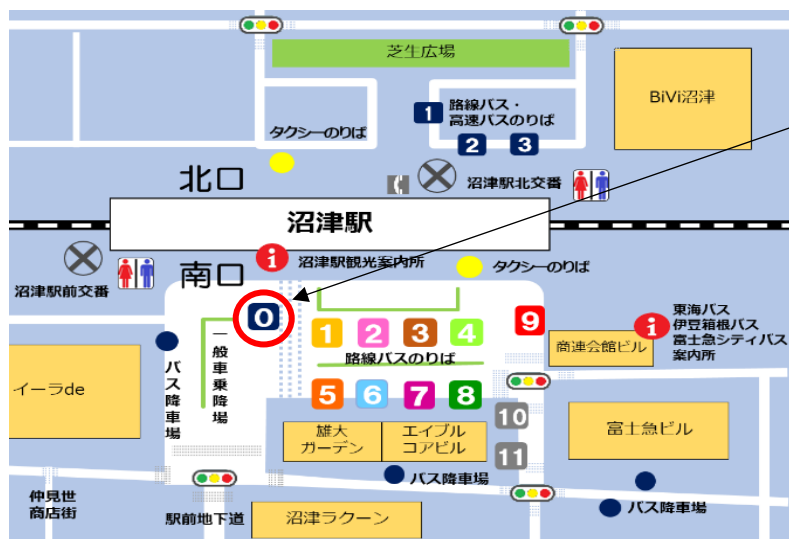 芝生広場
BiVi沼津
1
路線バス・
高速バスのりば
2
3
タクシーのりば
北口
沼津駅北交番
沼津駅
沼津駅前交番
南口
i
沼津駅観光案内所
タクシーのりば
0
一般車乗降場
1
2
3
4
路線バスのりば
5
6
7
8
9
10
11
商連会館ビル
i
東海バス
伊豆箱根バス
富士急シティバス
案内所
イーラde
バス降車場
雄大
ガーデン
エイブル
コアビル
富士急ビル
バス降車場
バス降車場
仲見世
商店街
駅前地下道
沼津ラクーン